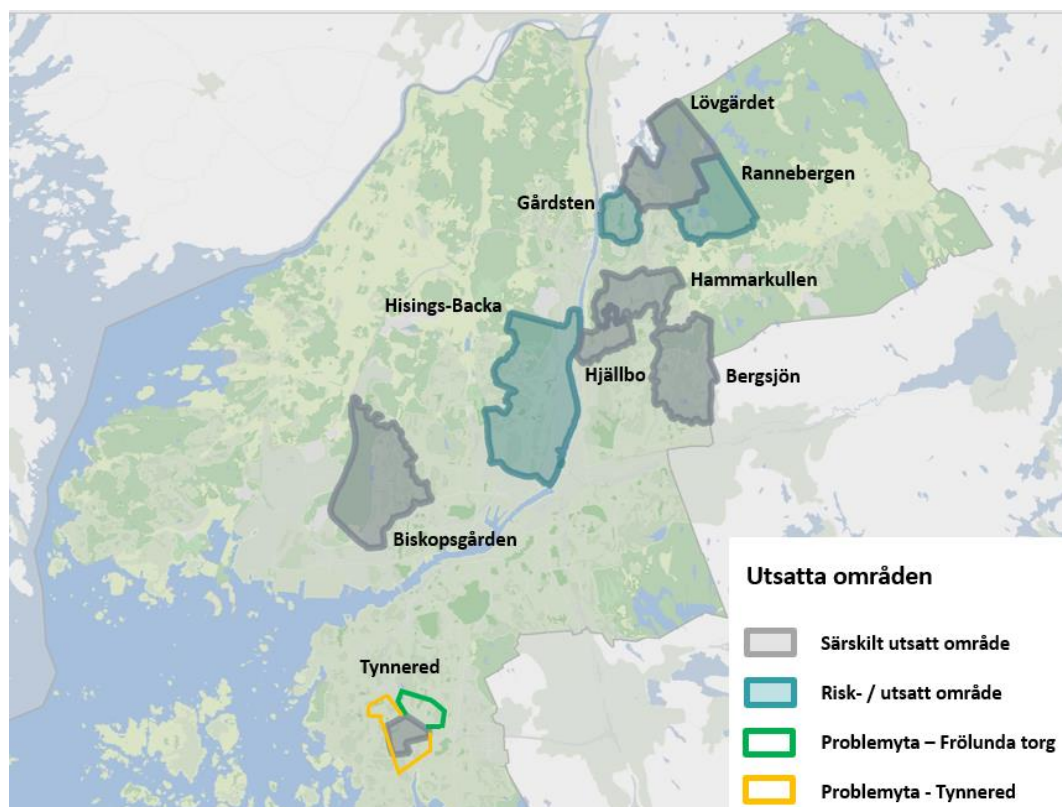 Lövgärdet
Rannebergen
Gårdsten
Hammarkullen
Hisings-Backa
Hjällbo
Bergsjön
Biskopsgården
Tynnered
Utsatta områden
Särskilt utsatt område
Risk- / utsatt område
Problemyta – Frölunda torg
Problemyta - Tynnered